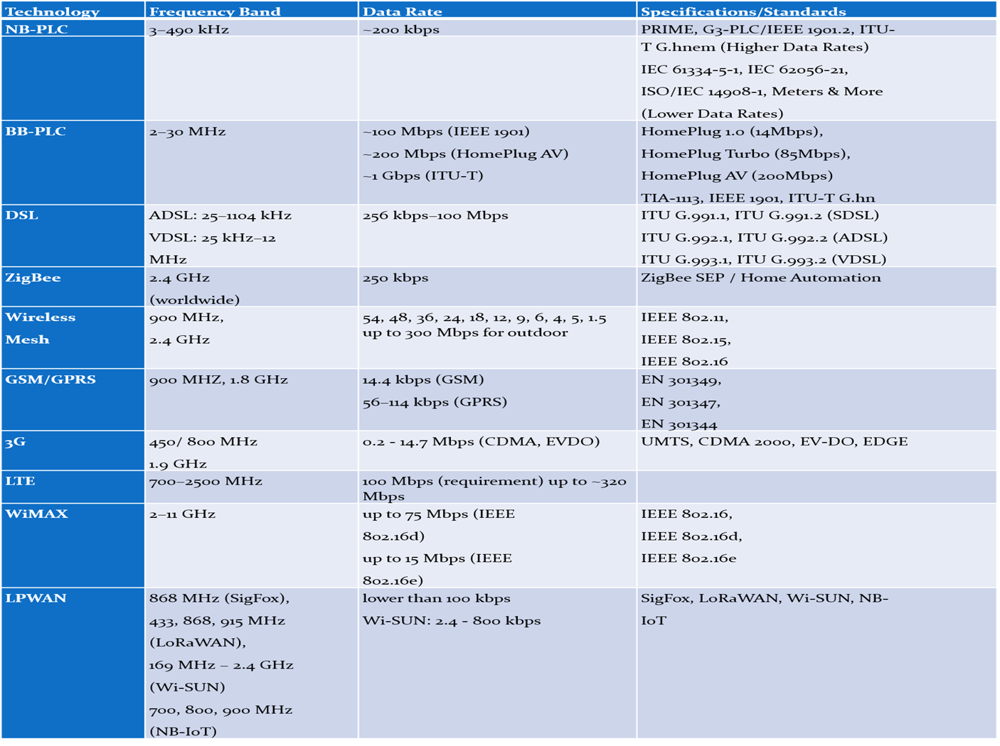 Technology Frequency Band Data Rate Specifications/Standards
NB-PLC 3–490 kHz ~200 kbps PRIME, G3-PLC/IEEE 1901.2, ITU-
T G.hnem (Higher Data Rates)
IEC 61334-5-1, IEC 62056-21,
ISO/IEC 14908-1, Meters & More
(Lower Data Rates)
BB-PLC 2–30 MHz ~100 Mbps (IEEE 1901) HomePlug 1.0 (14Mbps),
~200 Mbps (HomePlug AV) HomePlug Turbo (85Mbps),
~1 Gbps (ITU-T) HomePlug AV (200Mbps)
TIA-1113, IEEE 1901, ITU-T G.hn
DSL ADSL: 25–1104 kHz 256 kbps–100 Mbps ITU G.991.1, ITU G.991.2 (SDSL)
VDSL: 25 kHz–12 ITU G.992.1, ITU G.992.2 (ADSL)
MHz ITU G.993.1, ITU G.993.2 (VDSL)
ZigBee 2.4 GHz 250 kbps ZigBee SEP / Home Automation
(worldwide)
Wireless 900 MHz, 54, 48, 36, 24, 18, 12, 9, 6, 4, 5, 1.5 IEEE 802.11,
up to 300 Mbps for outdoor
Mesh 2.4 GHz IEEE 802.15,
IEEE 802.16
GSM/GPRS 900 MHZ, 1.8 GHz 14.4 kbps (GSM) EN 301349,
56–114 kbps (GPRS) EN 301347,
EN 301344
3G 450/ 800 MHz 0.2 - 14.7 Mbps (CDMA, EVDO) UMTS, CDMA 2000, EV-DO, EDGE
1.9 GHz
LTE 700–2500 MHz 100 Mbps (requirement) up to ~320
Mbps
WiMAX 2–11 GHz up to 75 Mbps (IEEE IEEE 802.16,
802.16d) IEEE 802.16d,
up to 15 Mbps (IEEE IEEE 802.16e
802.16e)
LPWAN 868 MHz (SigFox), lower than 100 kbps SigFox, LoRaWAN, Wi-SUN, NB-
433, 868, 915 MHz Wi-SUN: 2.4 - 800 kbps IoT
(LoRaWAN),
169 MHz – 2.4 GHz
(Wi-SUN)
700, 800, 900 MHz
(NB-IoT)